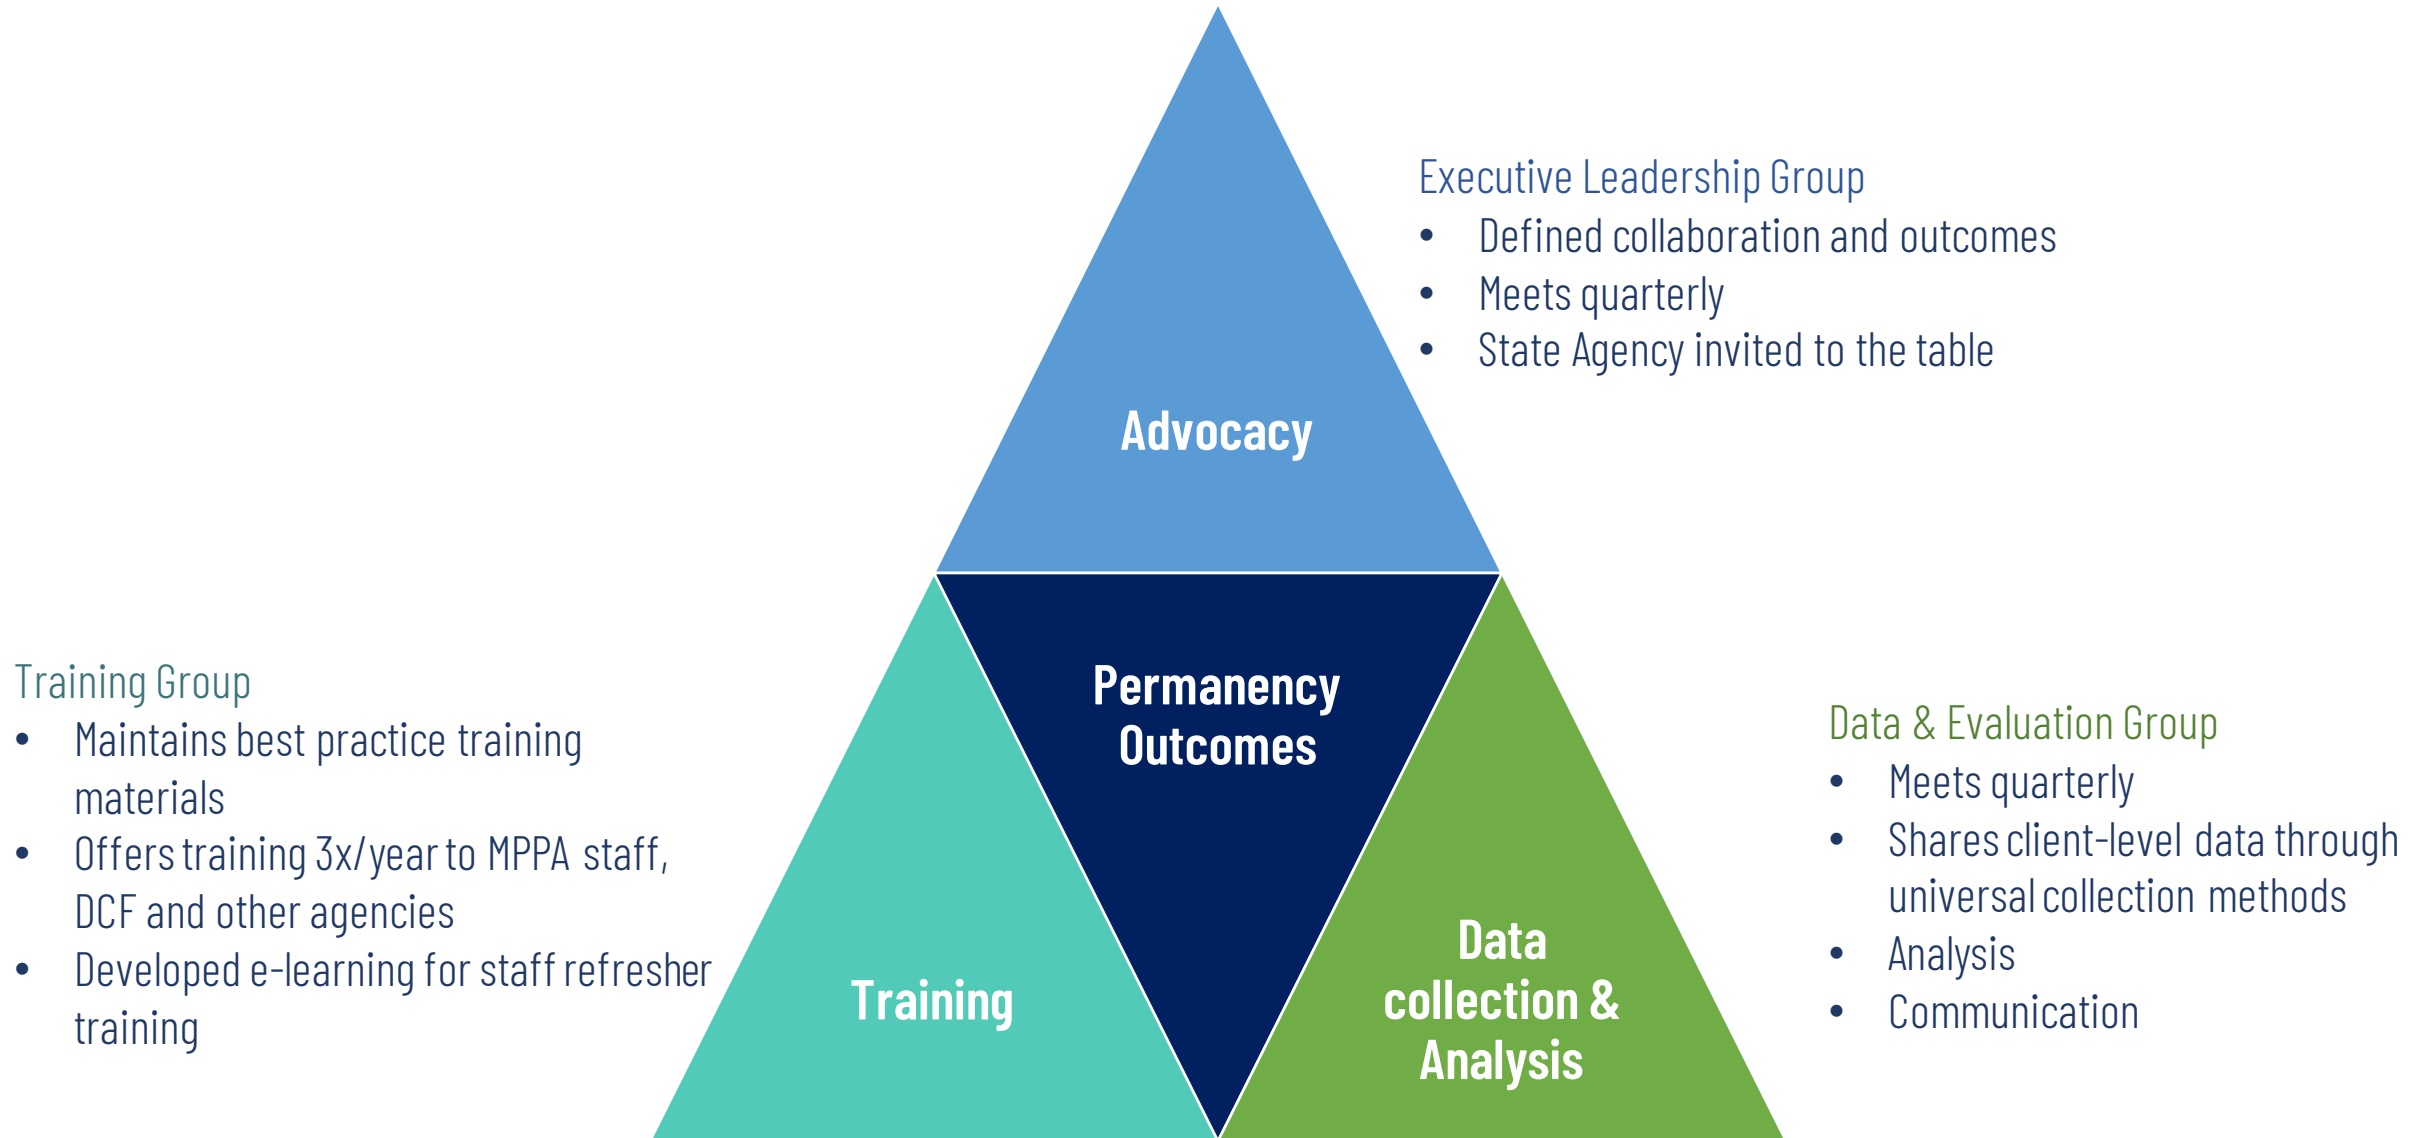 Executive Leadership Group
• Defined collaboration and outcomes
• Meets quarterly
• State Agency invited to the table
Advocacy
Permanency
Outcomes
Training Group
• Maintains best practice training
materials
• Offers training 3x/year to MPPA staff,
DCF and other agencies
• Developed e-learning for staff refresher
training
Training
Data
collection &
Analysis
Data & Evaluation Group
• Meets quarterly
• Shares client-level data through
universal collection methods
• Analysis
• Communication